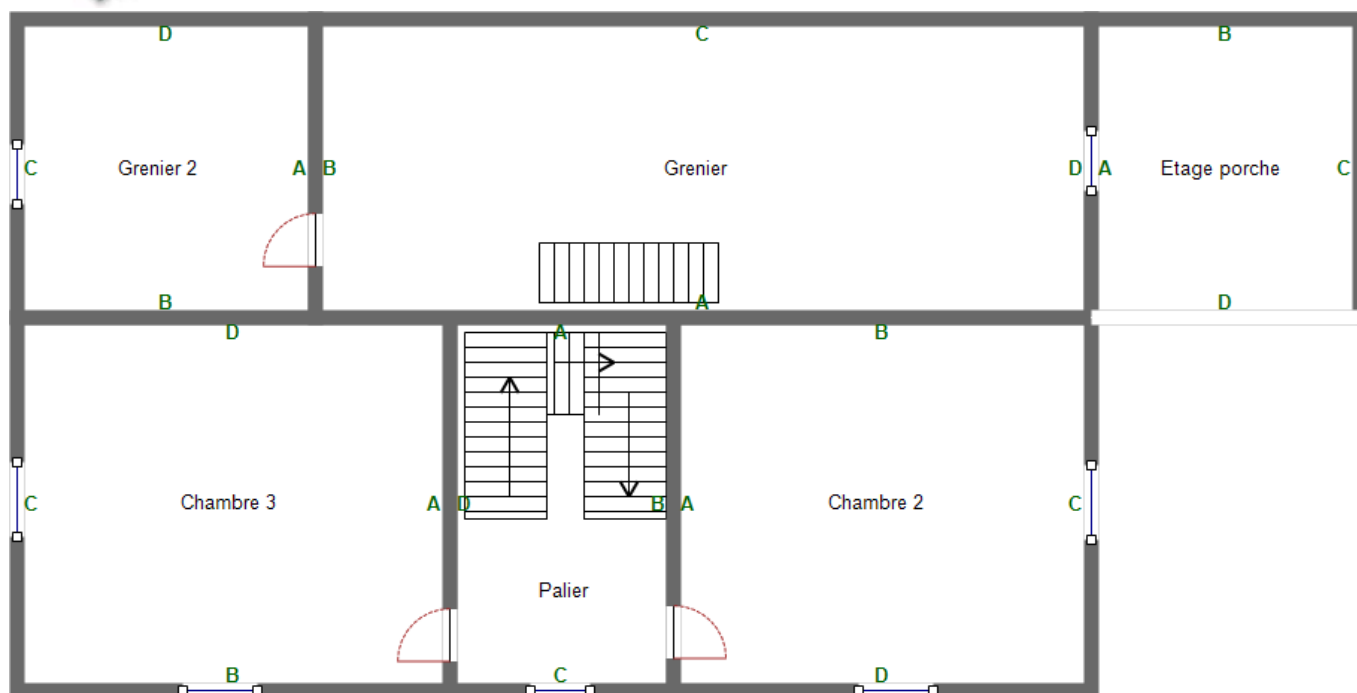 D C B
C Grenier 2 A B Grenier D A Etage porche C
B A D
D A B
C Chambre 3 A D B A Chambre 2 C
Palier
B C D